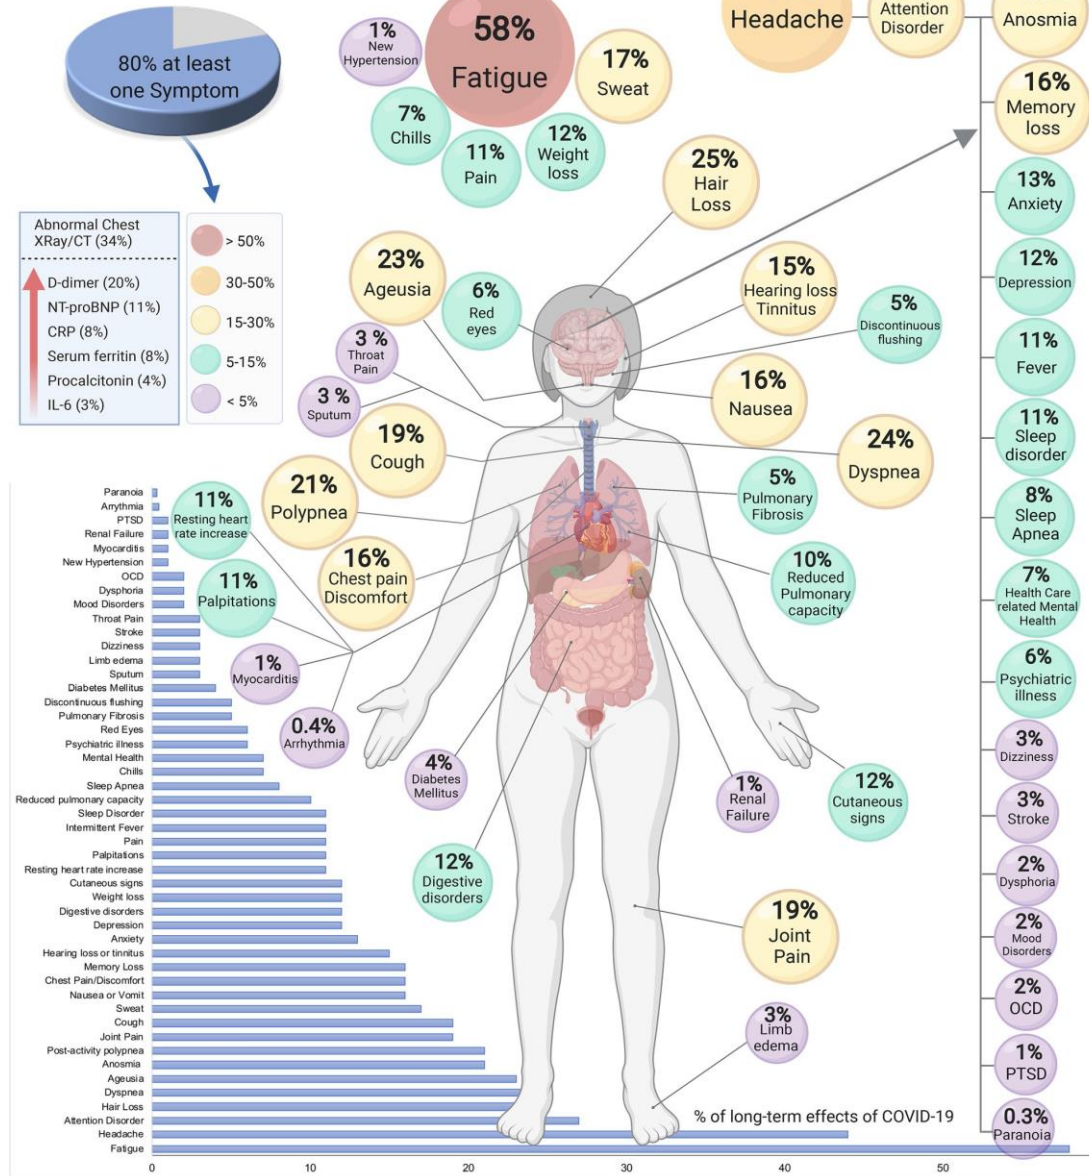 80% at least
one Symptom
1%
New
Hypertension
58%
Fatigue
17%
Sweat
7%
Chills
11%
Pain
12%
Weight
loss
Headache
Attention
Disorder
Anosmia
16%
Memory
loss
13%
Anxiety
12%
Depression
11%
Fever
11%
Sleep
disorder
8%
Sleep
Apnea
7%
Health Care
related Mental
Health
6%
Psychiatric
illness
3%
Dizziness
3%
Stroke
2%
Dysphoria
2%
Mood
Disorders
2%
OCD
1%
PTSD
0.3%
Paranoia
Abnormal Chest
XRay/CT (34%)
D-dimer (20%)
NT-proBNP (11%)
CRP (8%)
Serum ferritin (8%)
Procalcitonin (4%)
IL-6 (3%)
> 50%
30-50%
15-30%
5-15%
< 5%
25%
Hair
Loss
23%
Ageusia
6%
Red
eyes
15%
Hearing loss
Tinnitus
5%
Discontinuous
flushing
3 %
Throat
Pain
3 %
Sputum
16%
Nausea
19%
Cough
24%
Dyspnea
21%
Polypnea
5%
Pulmonary
Fibrosis
11%
Resting heart
rate increase
16%
Chest pain
Discomfort
10%
Reduced
Pulmonary
capacity
11%
Palpitations
1%
Myocarditis
0.4%
Arrhythmia
4%
Diabetes
Mellitus
1%
Renal
Failure
12%
Cutaneous
signs
12%
Digestive
disorders
19%
Joint
Pain
3%
Limb
edema
Paranoia
Arrythmia
PTSD
Renal Failure
Myocarditis
New Hypertension
OCD
Dysphoria
Mood Disorders
Throat Pain
Stroke
Dizziness
Limb edema
Sputum
Diabetes Mellitus
Discontinuous flushing
Pulmonary Fibrosis
Red Eyes
Psychiatric illness
Mental Health
Chills
Sleep Apnea
Reduced pulmonary capacity
Sleep Disorder
Intermittent Fever
Pain
Palpitations
Resting heart rate increase
Cutaneous signs
Weight loss
Digestive disorders
Depression
Anxiety
Hearing loss or tinnitus
Memory Loss
Chest Pain/Discomfort
Nausea or Vomit
Sweat
Cough
Joint Pain
Post-activity polypnea
Anosmia
Ageusia
Dyspnea
Hair Loss
Attention Disorder
Headache
Fatigue
% of long-term effects of COVID-19
0
10
20
30
40
50